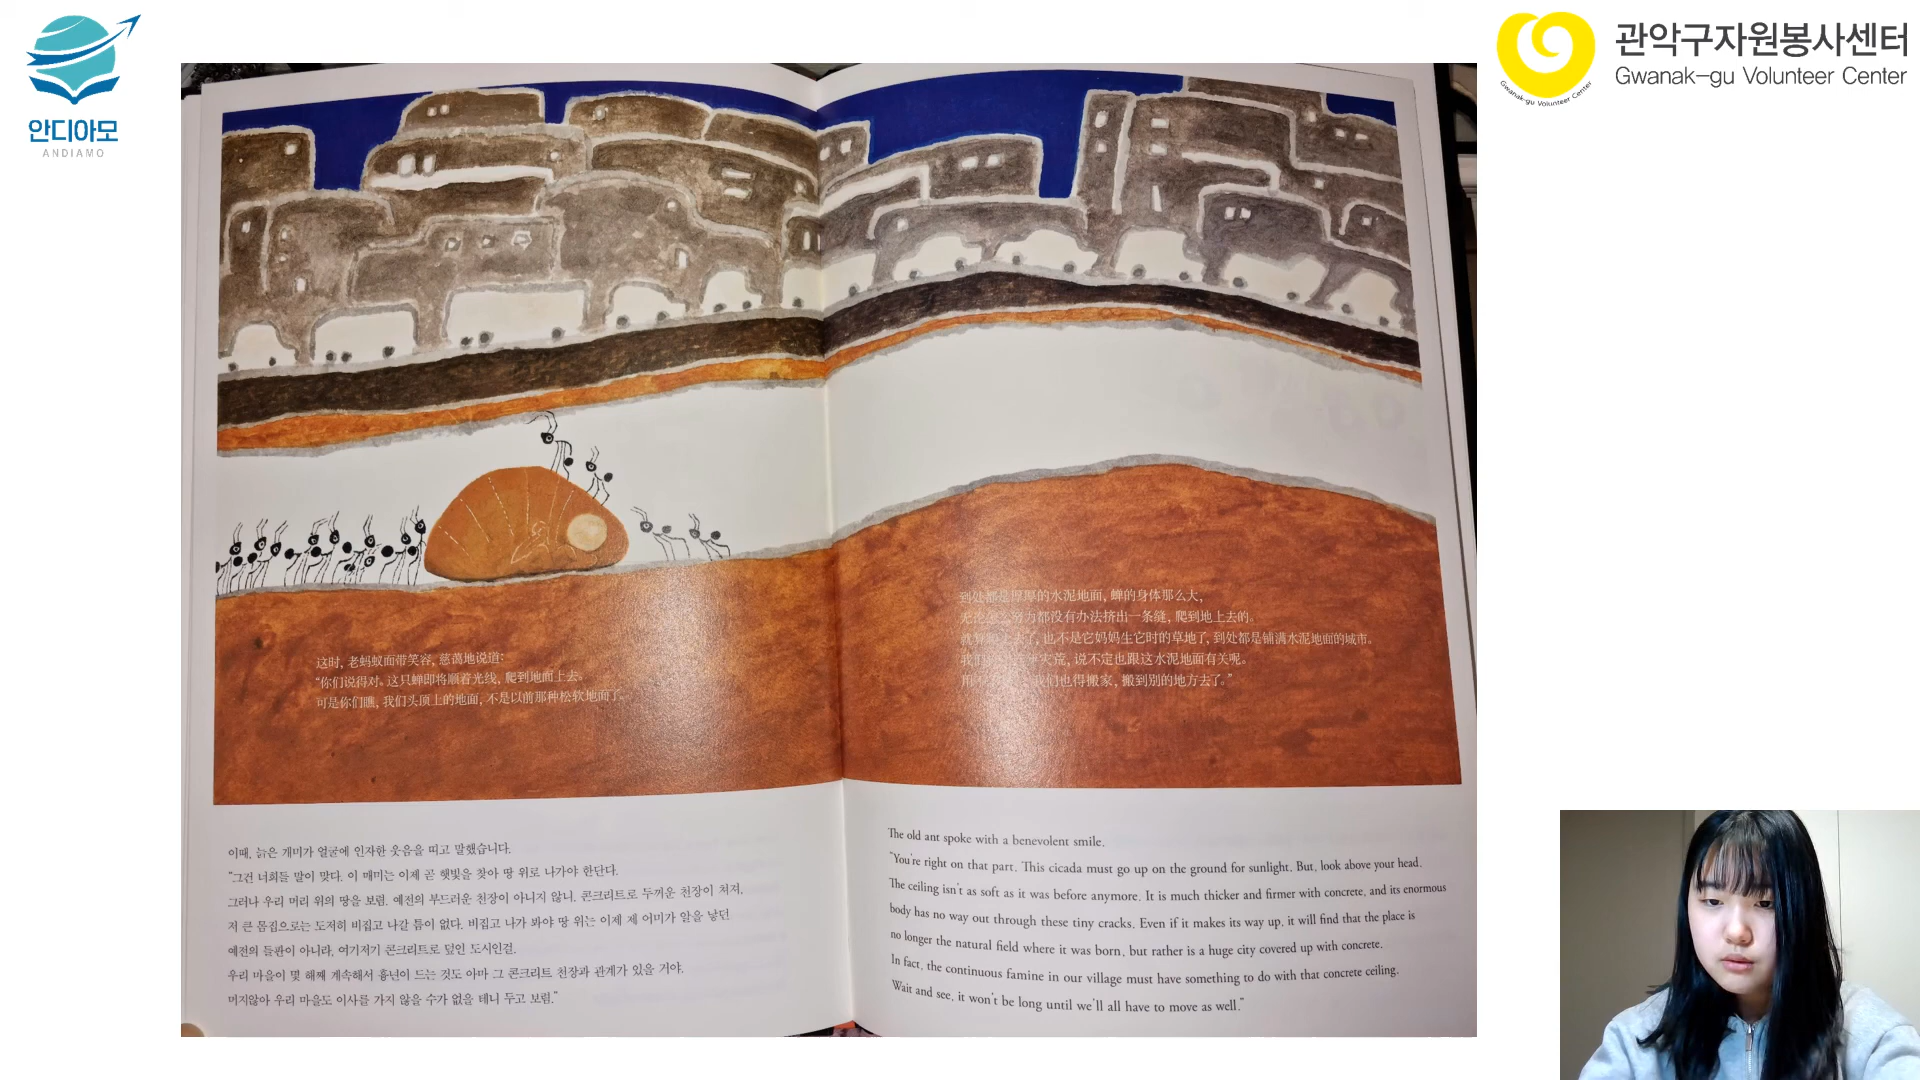 안디아모
ANDIAMO
관악구자원봉사센터
Gwanak-gu Volunteer Center
Gwanak-gu Volunteer Center
这时, 老蚂蚁面带笑容, 慈蔼地说道:
“你们说得对。这只蝉即将顺着光线, 爬到地面上去。
可是你们瞧, 我们头顶上的地面, 不是以前那种松软地面了。
到处都是厚厚的水泥地面, 蝉的身体那么大,
力都没有办法挤出一条缝, 爬到地上去的。
了, 也不是它妈妈生它时的草地了, 到处都是铺满水泥地面的城市。
我们 灾荒, 说不定也跟这水泥地面有关呢。
我们也得搬家, 搬到别的地方去了。”
이때, 늙은 개미가 얼굴에 인자한 웃음을 띠고 말했습니다.
“그건 너희들 말이 맞다. 이 매미는 이제 곧 햇빛을 찾아 땅 위로 나가야 한단다.
그러나 우리 머리 위의 땅을 보렴. 예전의 부드러운 천장이 아니지 않니. 콘크리트로 두꺼운 천장이 쳐져,
저 큰 몸집으로는 도저히 비집고 나갈 틈이 없다. 비집고 나가 봐야 땅 위는 이제 제 어미가 알을 낳던
예전의 들판이 아니라, 여기저기 콘크리트로 덮인 도시인걸.
우리 마을이 몇 해째 계속해서 흉년이 드는 것도 아마 그 콘크리트 천장과 관계가 있을 거야.
머지않아 우리 마을도 이사를 가지 않을 수가 없을 테니 두고 보렴.”
The old ant spoke with a benevolent smile.
“You're right on that part. This cicada must go up on the ground for sunlight. But, look above your head.
The ceiling isn't as soft as it was before anymore. It is much thicker and firmer with concrete, and its enormous
body has no way out through these tiny cracks. Even if it makes its way up, it will find that the place is
no longer the natural field where it was born, but rather is a huge city covered up with concrete.
In fact, the continuous famine in our village must have something to do with that concrete ceiling.
Wait and see, it won't be long until we'll all have to move as well.”